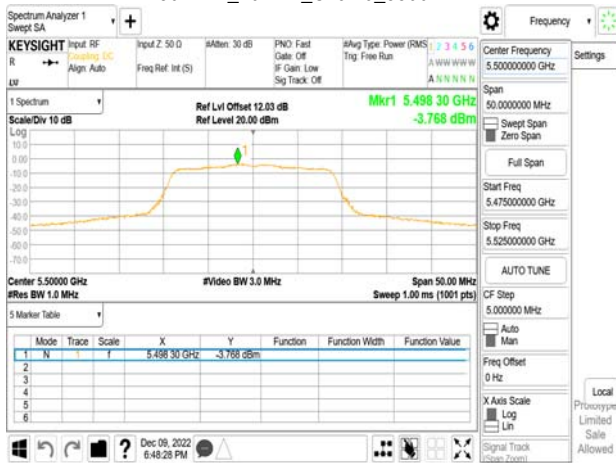 Spectrum Analyzer 1
Swept SA
+
Frequency
KEYSIGHT
R
LW
Input: RF
Coupling: DC
Align: Auto
Input Z: 50 Ω
Freq Ref: Int (S)
#Atten: 30 dB
PNO: Fast
Gate: Off
IF Gain: Low
Sig Track: Off
#Avg Type: Power (RMS
Trig: Free Run
1 2 3 4 5 6
A W W W W W
A N N N N N
1 Spectrum
Scale/Div 10 dB
Ref Lvl Offset 12.03 dB
Ref Level 20.00 dBm
Mkr1 5.498 30 GHz
-3.768 dBm
Log
10.0
0.00
-10.0
-20.0
-30.0
-40.0
-50.0
-60.0
-70.0
1
Center 5.50000 GHz
#Res BW 1.0 MHz
#Video BW 3.0 MHz
Span 50.00 MHz
Sweep 1.00 ms (1001 pts)
5 Marker Table
Mode Trace Scale X Y Function Function Width Function Value
1 N 1 f 5.498 30 GHz -3.768 dBm
2
3
4
5
6
Dec 09, 2022
6:48:28 PM
Center Frequency
5.500000000 GHz
Span
50.0000000 MHz
Swept Span
Zero Span
Full Span
Start Freq
5.475000000 GHz
Stop Freq
5.525000000 GHz
AUTO TUNE
CF Step
5.000000 MHz
Auto
Man
Freq Offset
0 Hz
X Axis Scale
Log
Lin
Signal Track
(Span Zoom)
Settings
Local
Prototype
Limited
Sale
Allowed